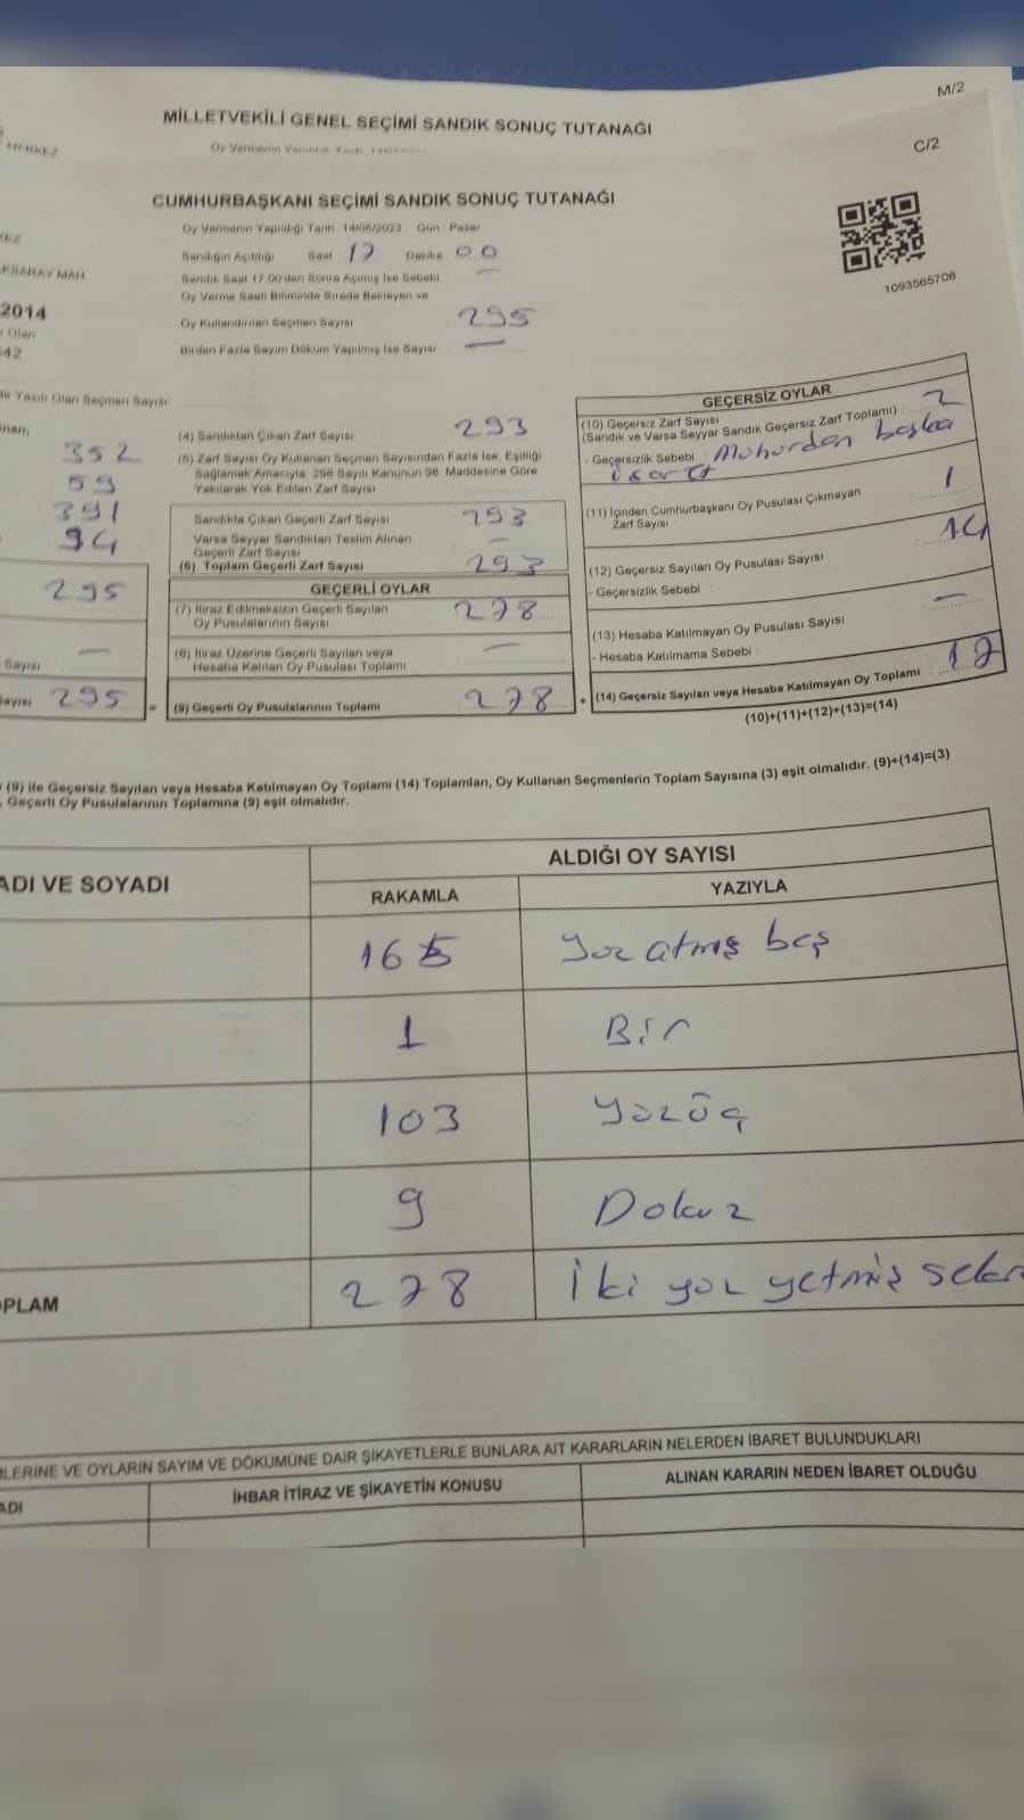 M/2
MİLLETVEKİLİ GENEL SEÇİMİ SANDIK SONUÇ TUTANAĞI
C/2
CUMHURBAŞKANI SEÇİMİ SANDIK SONUÇ TUTANAĞI
Oy Vermenin Yapıldığı Tarih 14/05/2023 Gün : Pazar
Sandığın Açıldığı Saat 17 Dakika 00
Sandık Saat 17:00'den Sonra Açılmış İse Sebebi —
Oy Verme Saati Bitiminde Sırada Bekleyen ve
Oy Kullandırılan Seçmen Sayısı 295
Birden Fazla Sayım Döküm Yapılmış İse Sayısı —
1093565706
AKSARAY MAH.
2014
Olan
42
Yazılı Olan Seçmen Sayısı
352
59
391
94
295
Sayısı —
295
(4) Sandıktan Çıkan Zarf Sayısı 293
(5) Zarf Sayısı Oy Kullanan Seçmen Sayısından Fazla İse, Eşitliği
Sağlamak Amacıyla 298 Sayılı Kanunun 98. Maddesine Göre
Yakılarak Yok Edilen Zarf Sayısı
Sandıkta Çıkan Geçerli Zarf Sayısı 293
Varsa Seyyar Sandıktan Teslim Alınan
Geçerli Zarf Sayısı —
(6) Toplam Geçerli Zarf Sayısı 293
GEÇERLİ OYLAR
(7) İtiraz Edilmeksizin Geçerli Sayılan
Oy Pusulalarının Sayısı 278
(8) İtiraz Üzerine Geçerli Sayılan veya
Hesaba Katılan Oy Pusulası Toplamı —
= (9) Geçerli Oy Pusulalarının Toplamı 278
GEÇERSİZ OYLAR
(10) Geçersiz Zarf Sayısı 2
(Sandık ve Varsa Seyyar Sandık Geçersiz Zarf Toplamı)
- Geçersizlik Sebebi Mühürden başka
işaret
(11) İçinden Cumhurbaşkanı Oy Pusulası Çıkmayan
Zarf Sayısı 1
(12) Geçersiz Sayılan Oy Pusulası Sayısı 14
- Geçersizlik Sebebi :
(13) Hesaba Katılmayan Oy Pusulası Sayısı —
- Hesaba Katılmama Sebebi :
+ (14) Geçersiz Sayılan veya Hesaba Katılmayan Oy Toplamı 17
(10)+(11)+(12)+(13)=(14)
(9) ile Geçersiz Sayılan veya Hesaba Katılmayan Oy Toplamı (14) Toplamları, Oy Kullanan Seçmenlerin Toplam Sayısına (3) eşit olmalıdır. (9)+(14)=(3)
Geçerli Oy Pusulalarının Toplamına (9) eşit olmalıdır.
ADI VE SOYADI
ALDIĞI OY SAYISI
RAKAMLA
YAZIYLA
165 Yüz atmış beş
1 Bir
103 Yüzüç
9 Dokuz
OPLAM 278 İki yüz yetmiş seki
LERİNE VE OYLARIN SAYIM VE DÖKÜMÜNE DAİR ŞİKAYETLERLE BUNLARA AİT KARARLARIN NELERDEN İBARET BULUNDUKLARI
ADI
İHBAR İTİRAZ VE ŞİKAYETİN KONUSU
ALINAN KARARIN NEDEN İBARET OLDUĞU